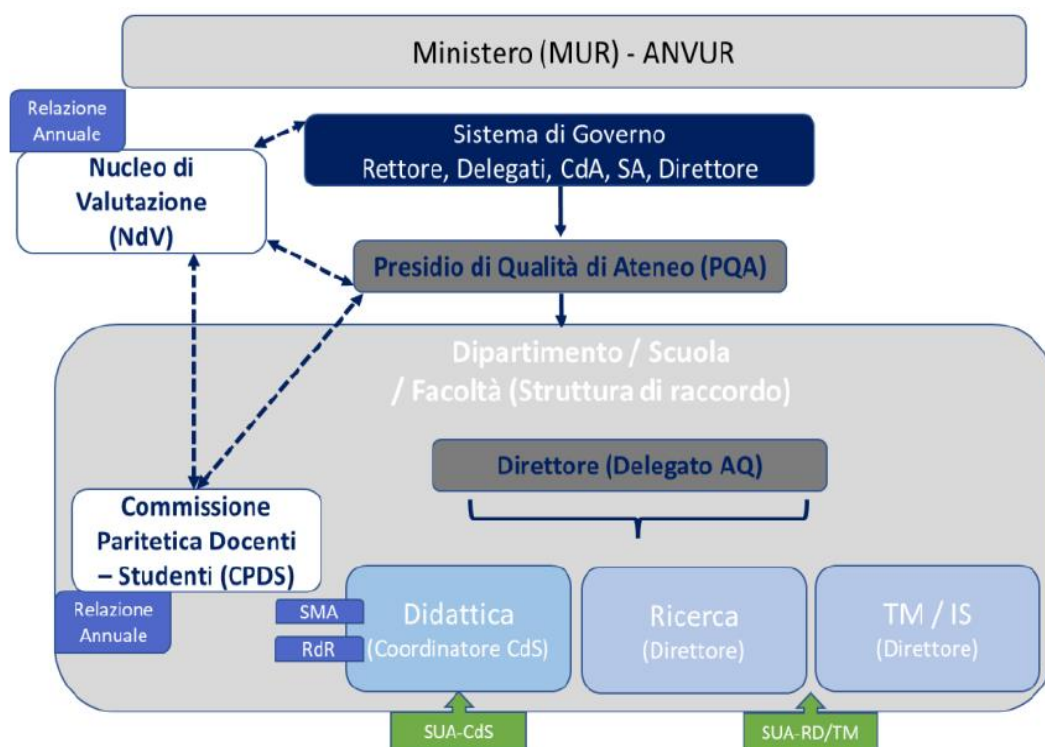 Ministero (MUR) - ANVUR
Relazione
Annuale
Sistema di Governo
Rettore, Delegati, CdA, SA, Direttore
Nucleo di
Valutazione
(NdV)
Presidio di Qualità di Ateneo (PQA)
Dipartimento / Scuola
/ Facoltà (Struttura di raccordo)
Direttore (Delegato AQ)
Commissione
Paritetica Docenti
– Studenti (CPDS)
Relazione
Annuale
SMA
RdR
Didattica
(Coordinatore CdS)
Ricerca
(Direttore)
TM / IS
(Direttore)
SUA-CdS
SUA-RD/TM